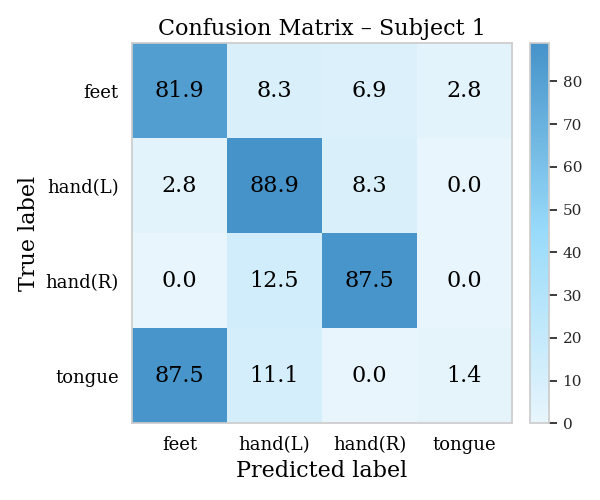 Confusion Matrix – Subject 1
feet 81.9 8.3 6.9 2.8
hand(L) 2.8 88.9 8.3 0.0
hand(R) 0.0 12.5 87.5 0.0
tongue 87.5 11.1 0.0 1.4
feet hand(L) hand(R) tongue
Predicted label
True label
80
70
60
50
40
30
20
10
0